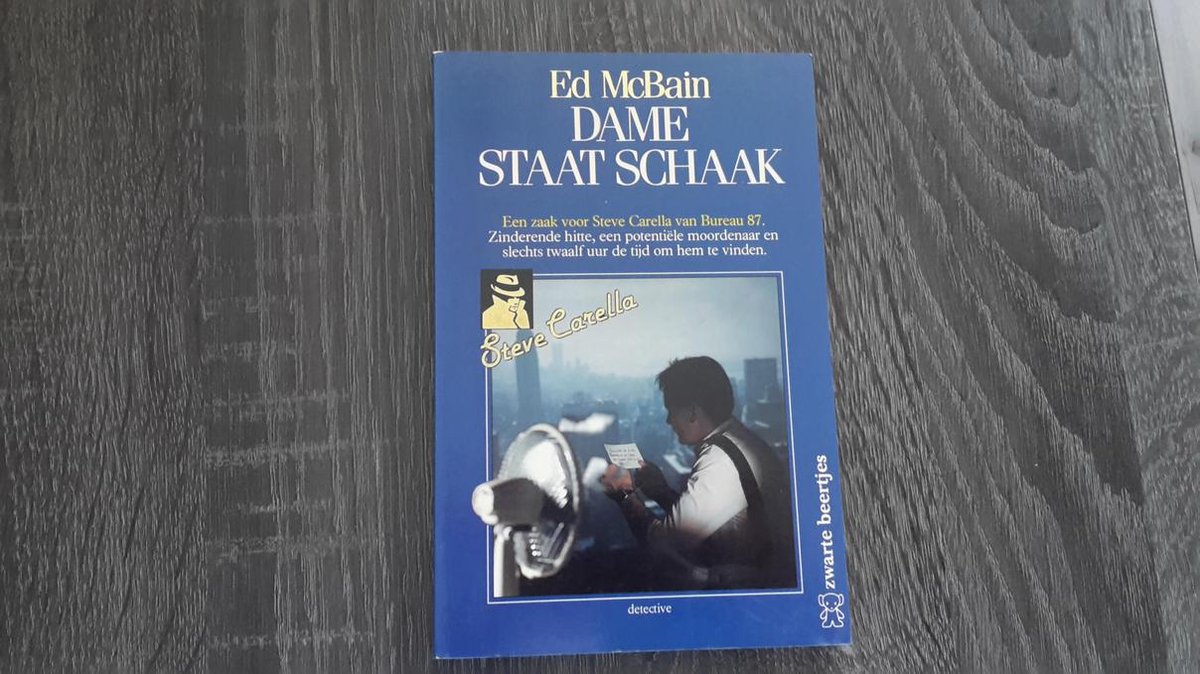 Ed McBain
DAME
STAAT SCHAAK
Een zaak voor Steve Carella van Bureau 87.
Zinderende hitte, een potentiële moordenaar en
slechts twaalf uur de tijd om hem te vinden.
Steve Carella
zwarte beertjes
detective